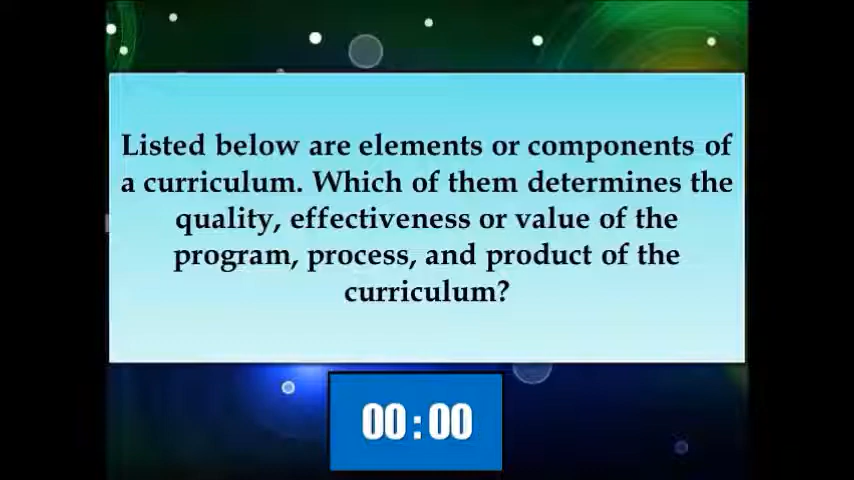 Listed below are elements or components of
a curriculum. Which of them determines the
quality, effectiveness or value of the
program, process, and product of the
curriculum?
00:00